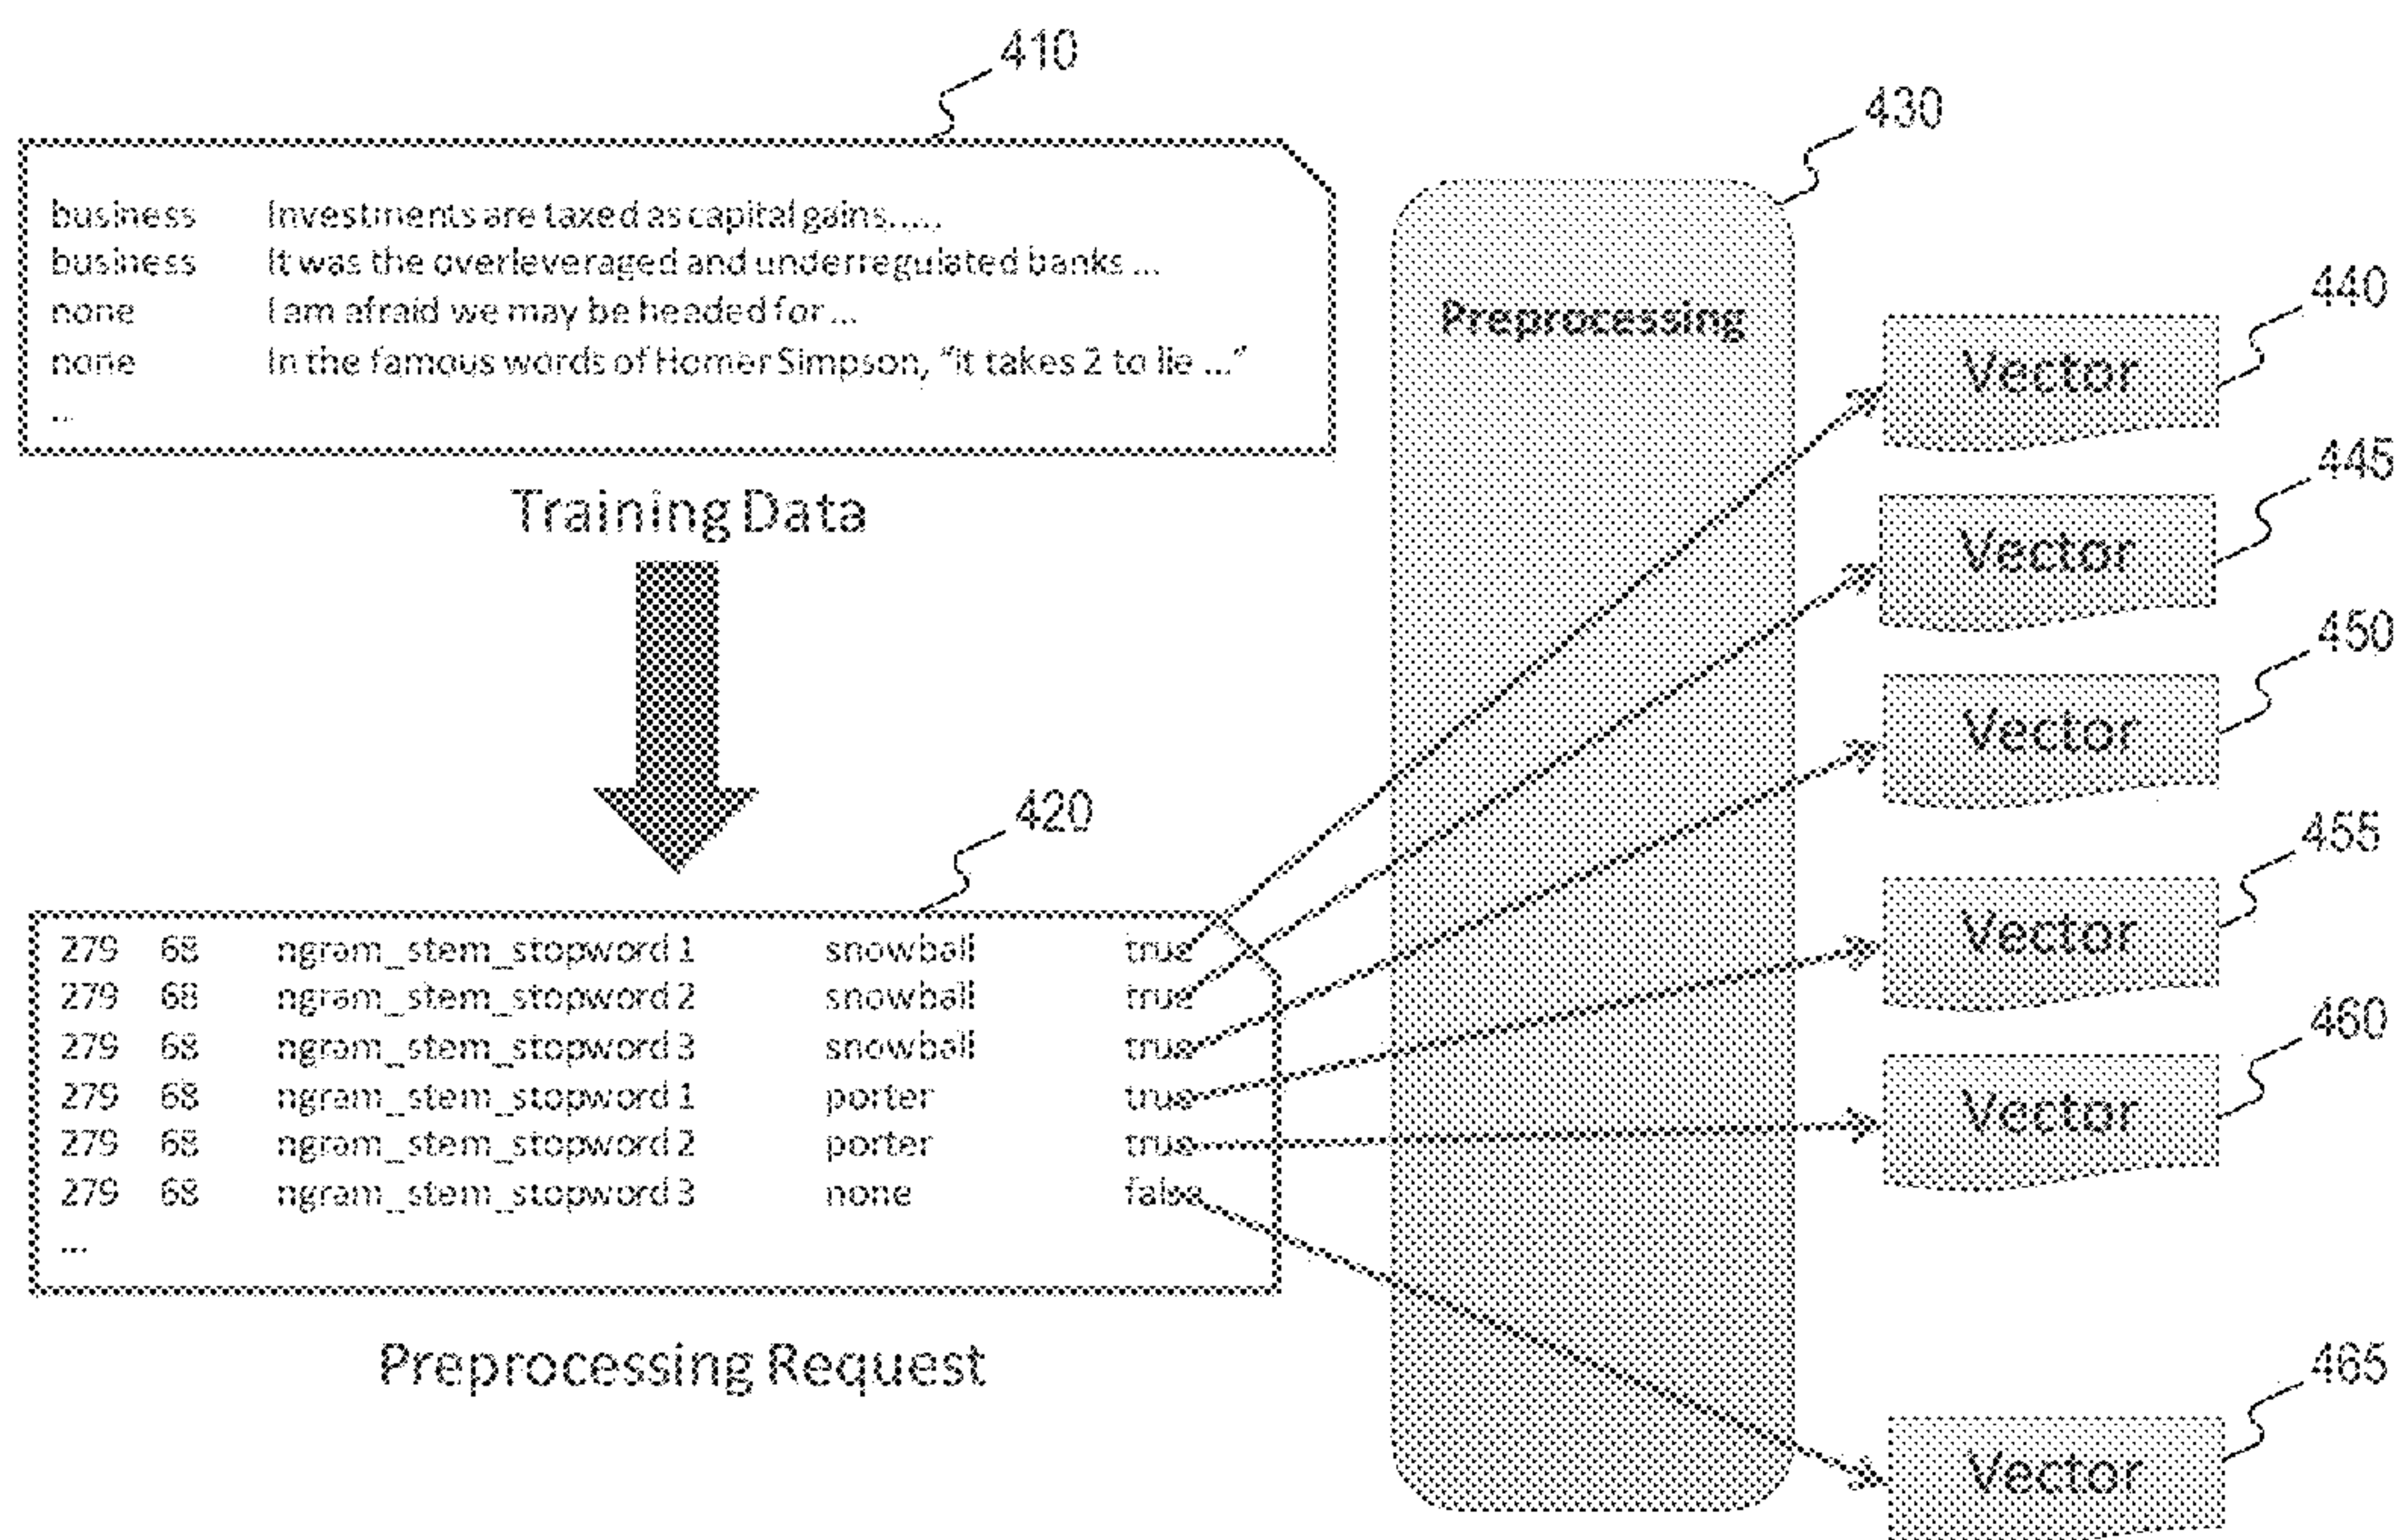 410
business Investments are taxed as capital gains.....
business It was the overleveraged and underregulated banks ...
none I am afraid we may be headed for ...
none In the famous words of Homer Simpson, “it takes 2 to lie ...”
...
Training Data
420
279 68 ngram_stem_stopword 1 snowball true
279 68 ngram_stem_stopword 2 snowball true
279 68 ngram_stem_stopword 3 snowball true
279 68 ngram_stem_stopword 1 porter true
279 68 ngram_stem_stopword 2 porter true
279 68 ngram_stem_stopword 3 none false
...
Preprocessing Request
430
Preprocessing
440
Vector
445
Vector
450
Vector
455
Vector
460
Vector
465
Vector